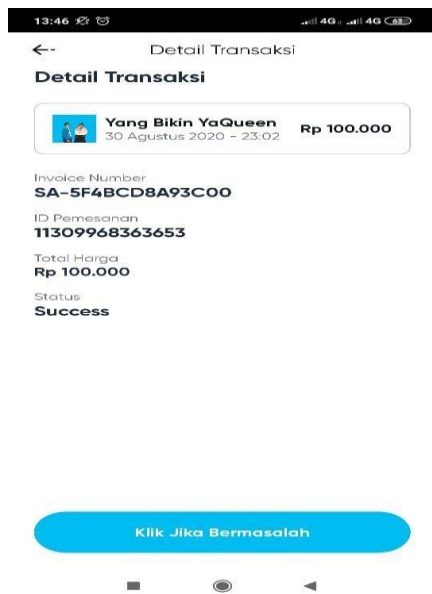 13:46 4G 4G 63
Detail Transaksi
Detail Transaksi
Yang Bikin YaQueen
30 Agustus 2020 - 23:02
Rp 100.000
Invoice Number
SA-5F4BCD8A93C00
ID Pemesanan
11309968363653
Total Harga
Rp 100.000
Status
Success
Klik Jika Bermasalah